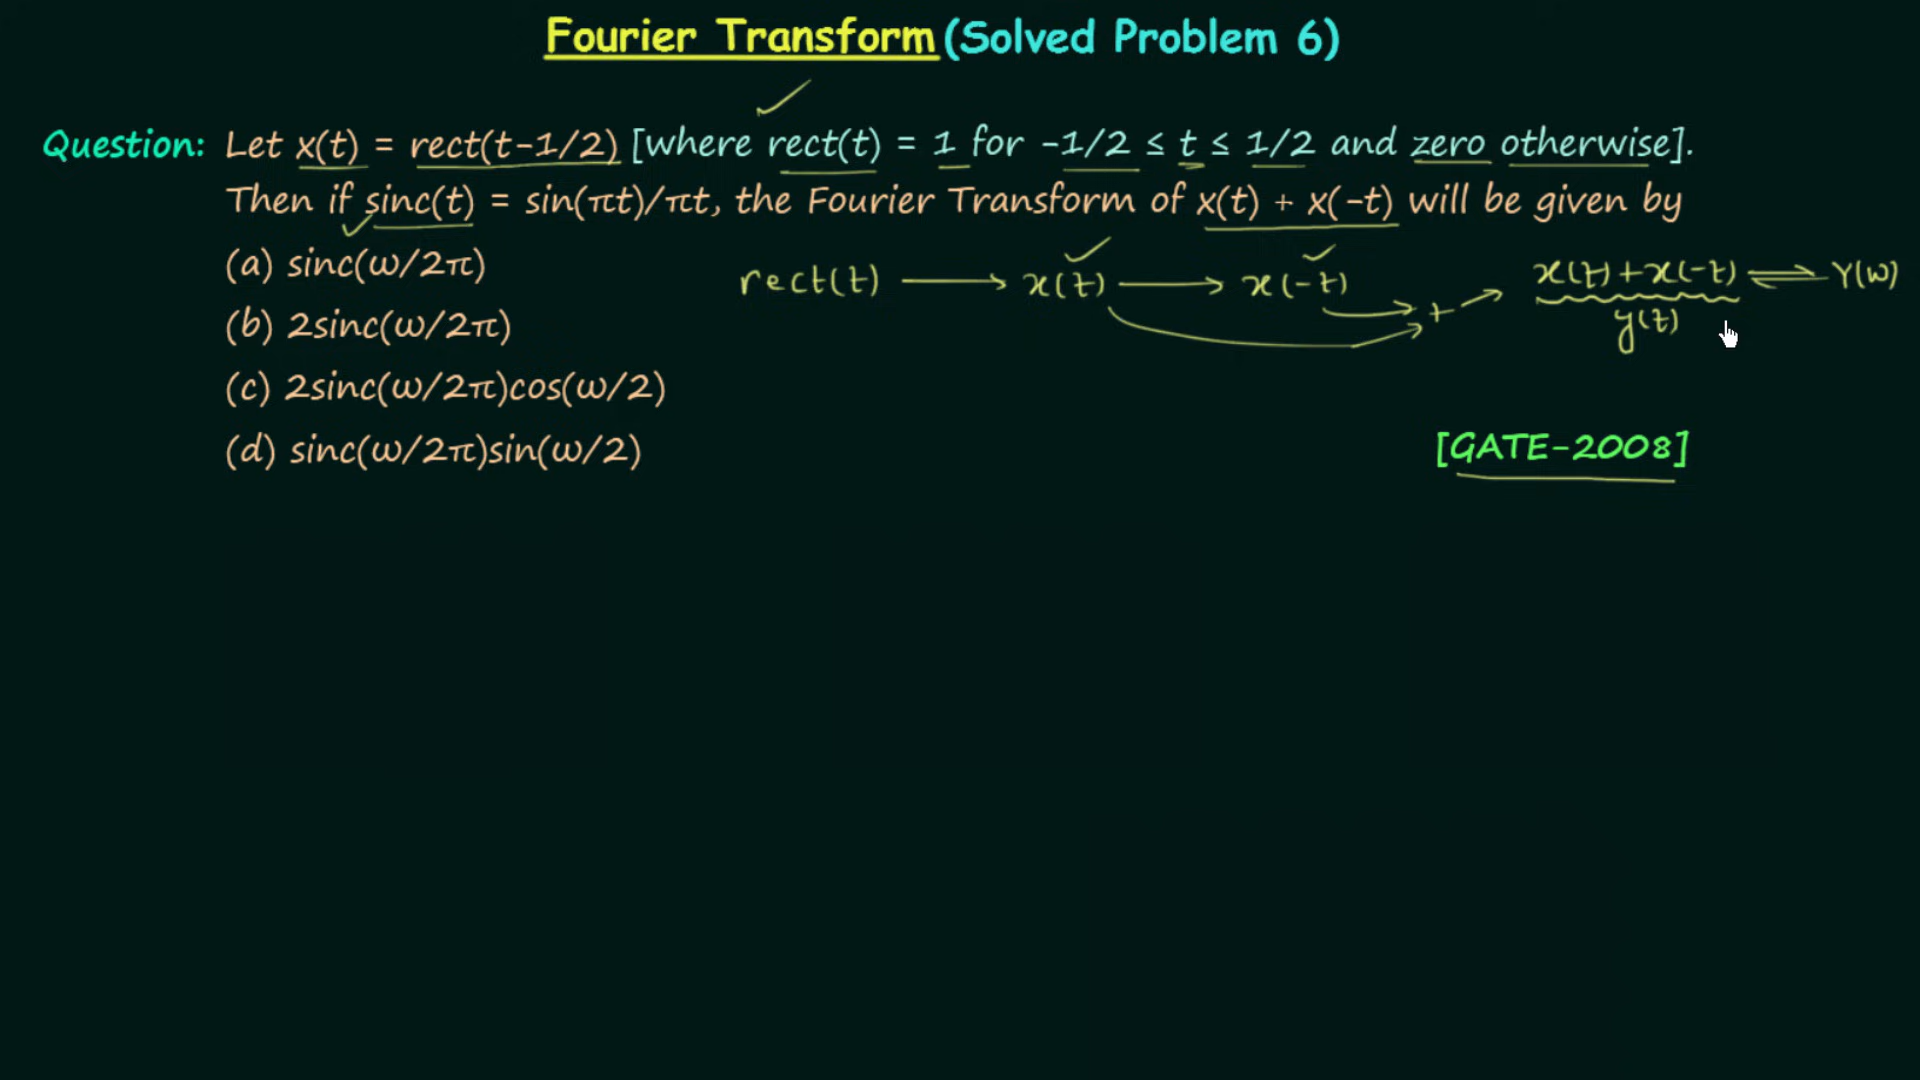 Fourier Transform (Solved Problem 6)
Question: Let x(t) = rect(t-1/2) [where rect(t) = 1 for -1/2 ≤ t ≤ 1/2 and zero otherwise].
Then if sinc(t) = sin(πt)/πt, the Fourier Transform of x(t) + x(-t) will be given by
(a) sinc(ω/2π)
rect(t) → x(t) → x(-t) + → x(t)+x(-t) ⇌ Y(ω)
y(t)
(b) 2sinc(ω/2π)
(c) 2sinc(ω/2π)cos(ω/2)
(d) sinc(ω/2π)sin(ω/2)
[GATE-2008]